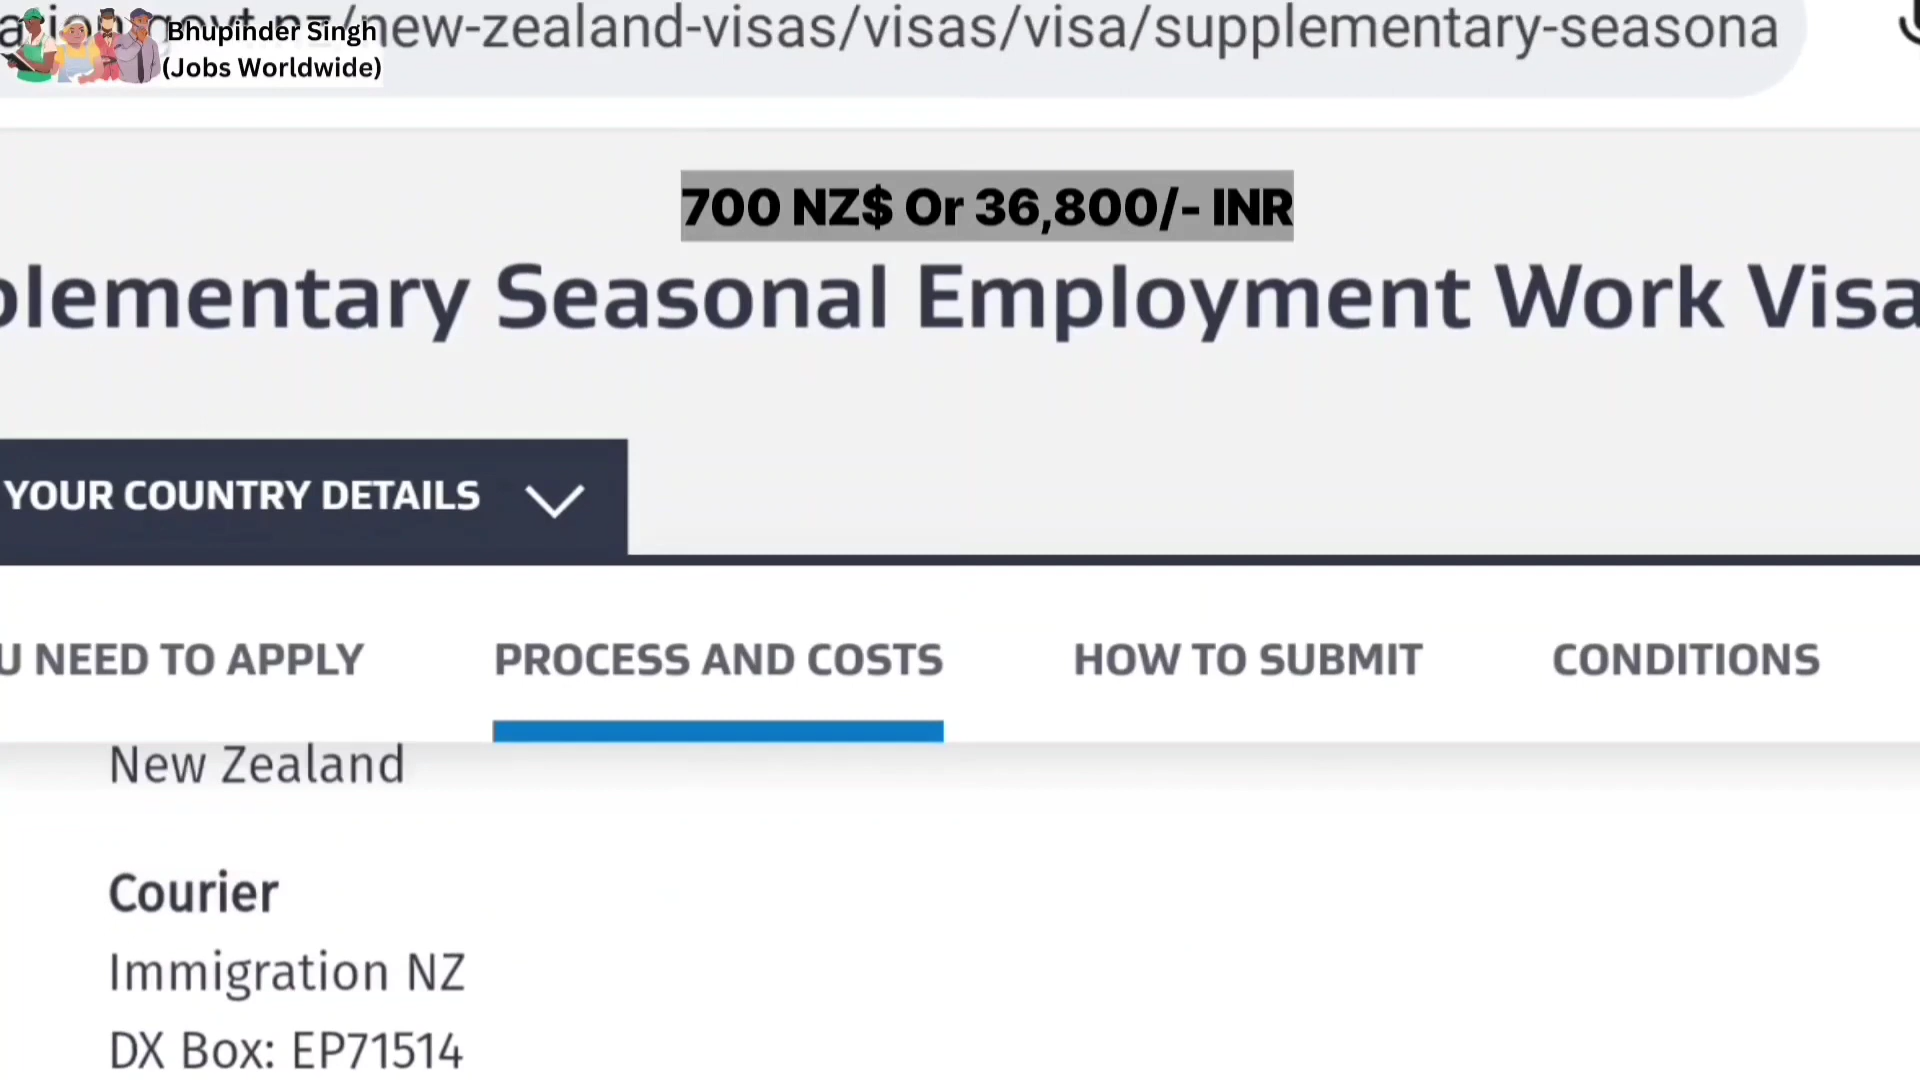 govt.nz/new-zealand-visas/visas/visa/supplementary-seasona
Bhupinder Singh
(Jobs Worldwide)
700 NZ$ Or 36,800/- INR
plementary Seasonal Employment Work Visa
YOUR COUNTRY DETAILS
U NEED TO APPLY
PROCESS AND COSTS
HOW TO SUBMIT
CONDITIONS
New Zealand
Courier
Immigration NZ
DX Box: EP71514